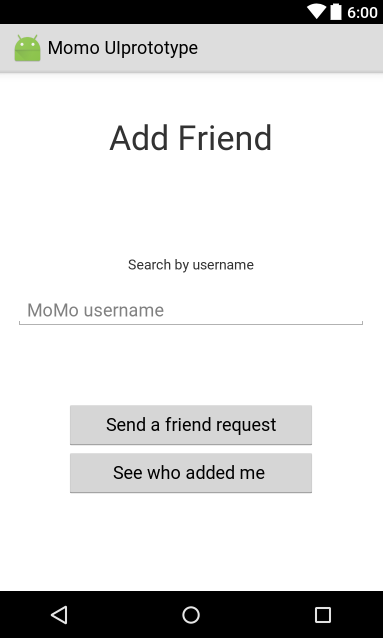 6:00
Momo UIprototype
Add Friend
Search by username
MoMo username
Send a friend request
See who added me